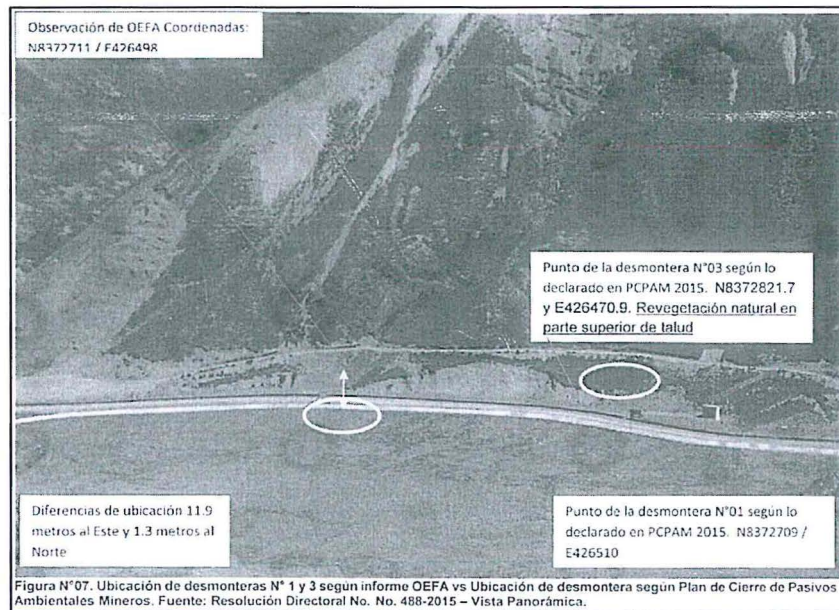 Observación de OEFA Coordenadas:
N8372711 / E426498
Punto de la desmontera N°03 según lo
declarado en PCPAM 2015. N8372821.7
y E426470.9. Revegetación natural en
parte superior de talud
Diferencias de ubicación 11.9
metros al Este y 1.3 metros al
Norte
Punto de la desmontera N°01 según lo
declarado en PCPAM 2015. N8372709 /
E426510
Figura N°07. Ubicación de desmonteras N° 1 y 3 según informe OEFA vs Ubicación de desmontera según Plan de Cierre de Pasivos
Ambientales Mineros. Fuente: Resolución Directoral No. No. 488-2015 – Vista Panorámica.